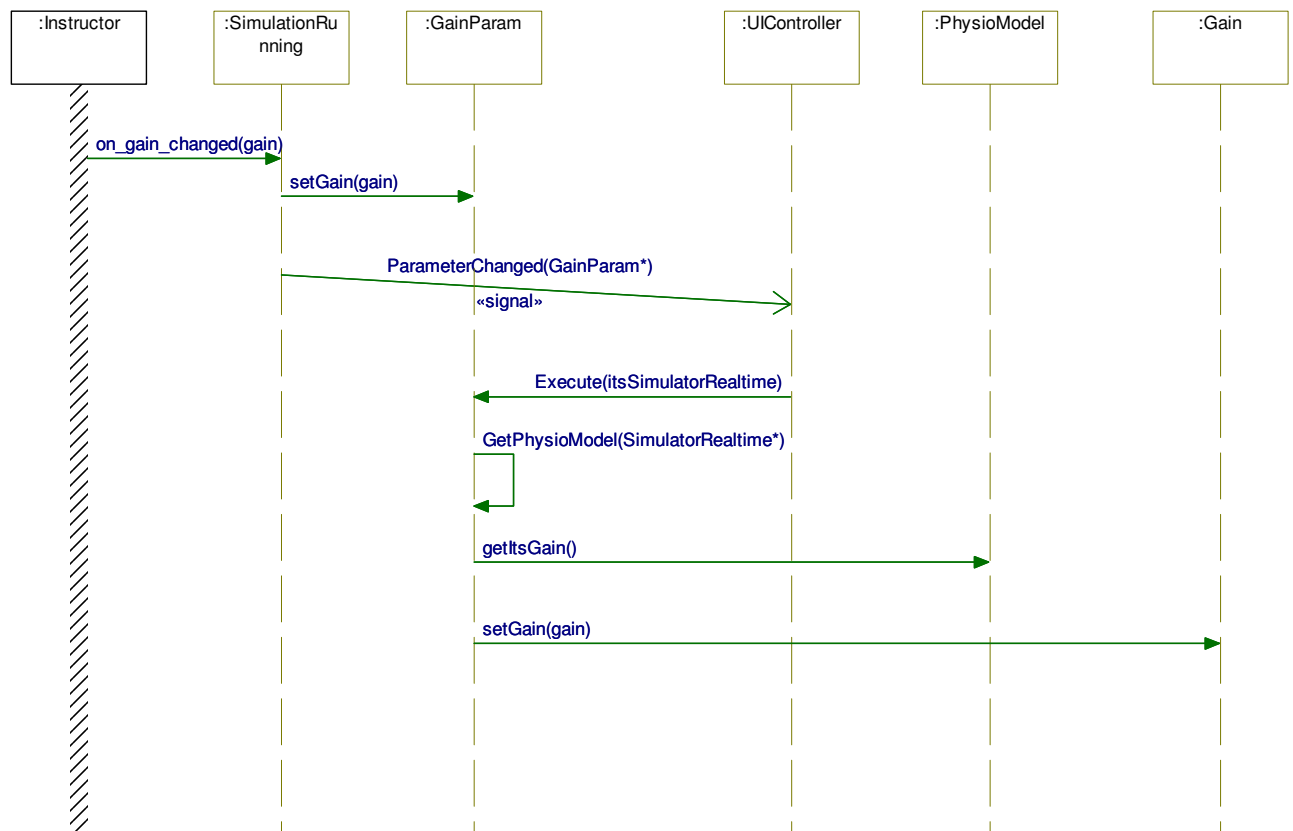 :Instructor
:SimulationRu
nning
:GainParam
:UIController
:PhysioModel
:Gain
on_gain_changed(gain)
setGain(gain)
ParameterChanged(GainParam*)
«signal»
Execute(itsSimulatorRealtime)
GetPhysioModel(SimulatorRealtime*)
getItsGain()
setGain(gain)